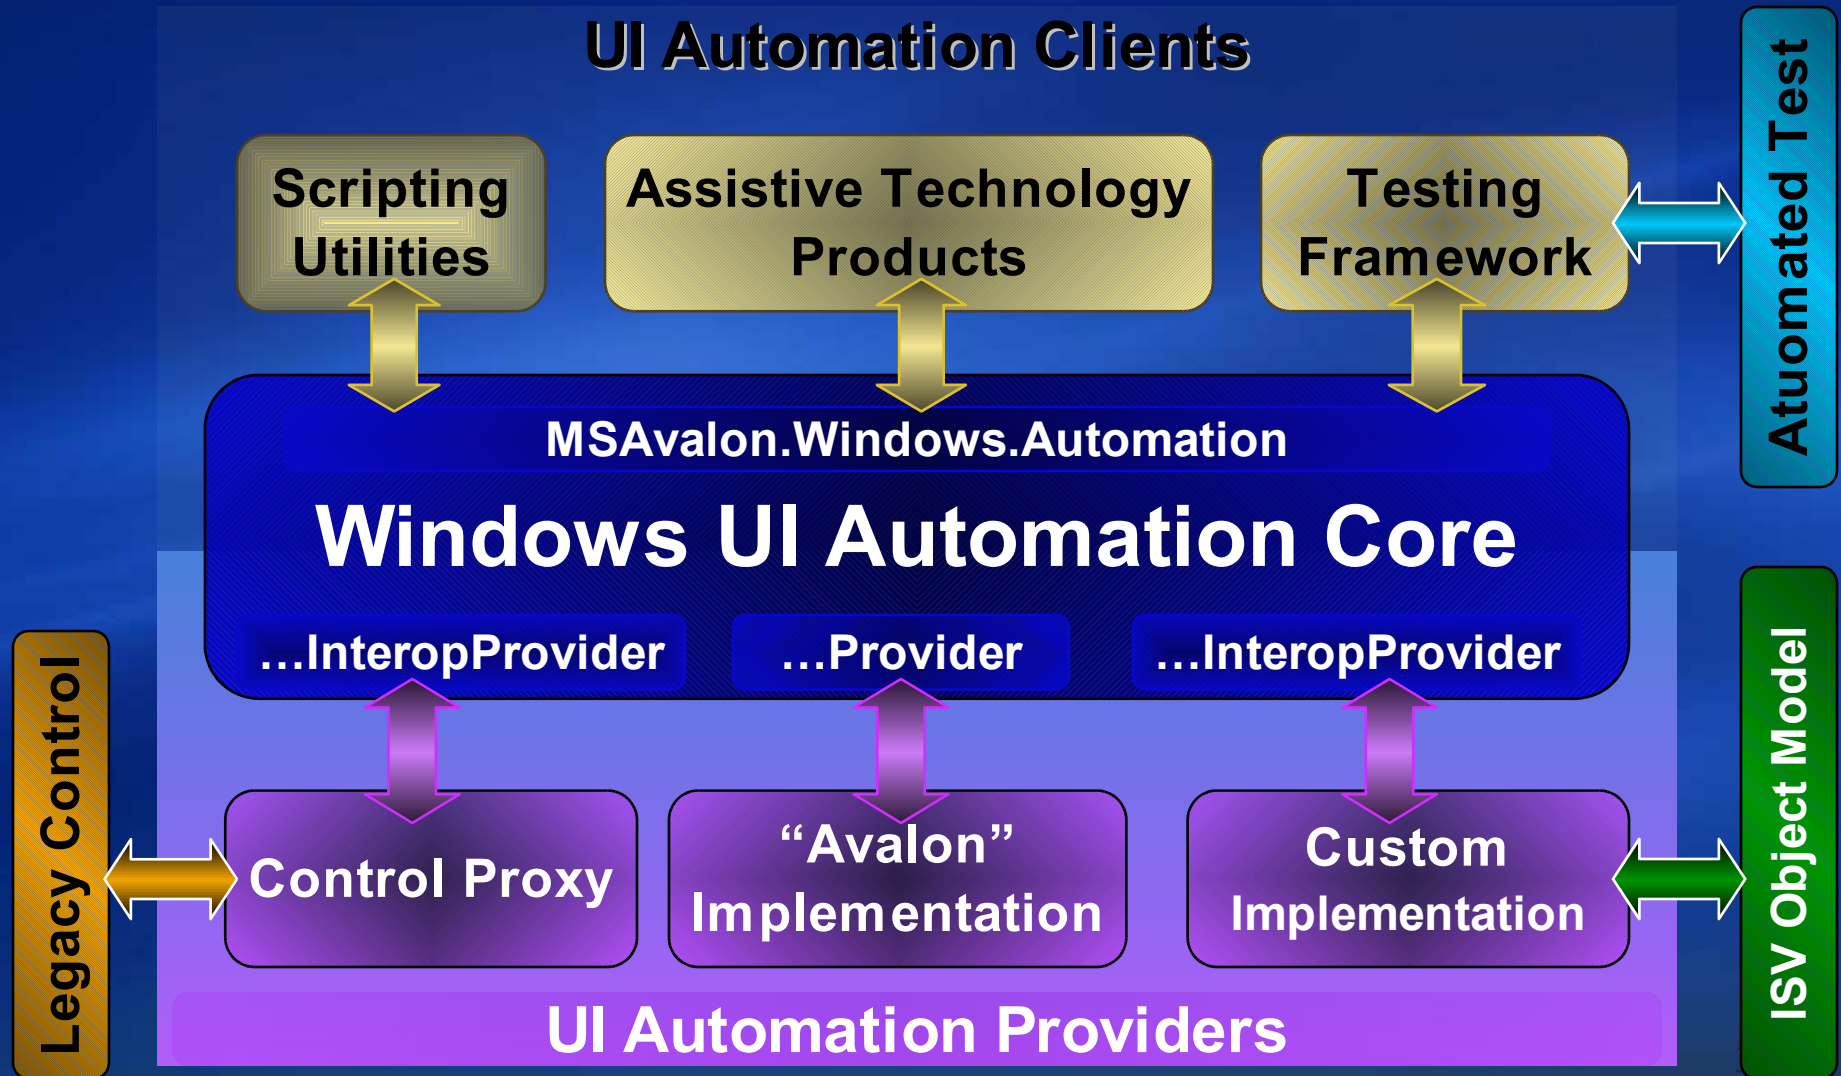 UI Automation Clients
Scripting
Utilities
Assistive Technology
Products
Testing
Framework
Atuomated Test
MSAvalon.Windows.Automation
Windows UI Automation Core
...InteropProvider
...Provider
...InteropProvider
Legacy Control
Control Proxy
“Avalon”
Implementation
Custom
Implementation
ISV Object Model
UI Automation Providers